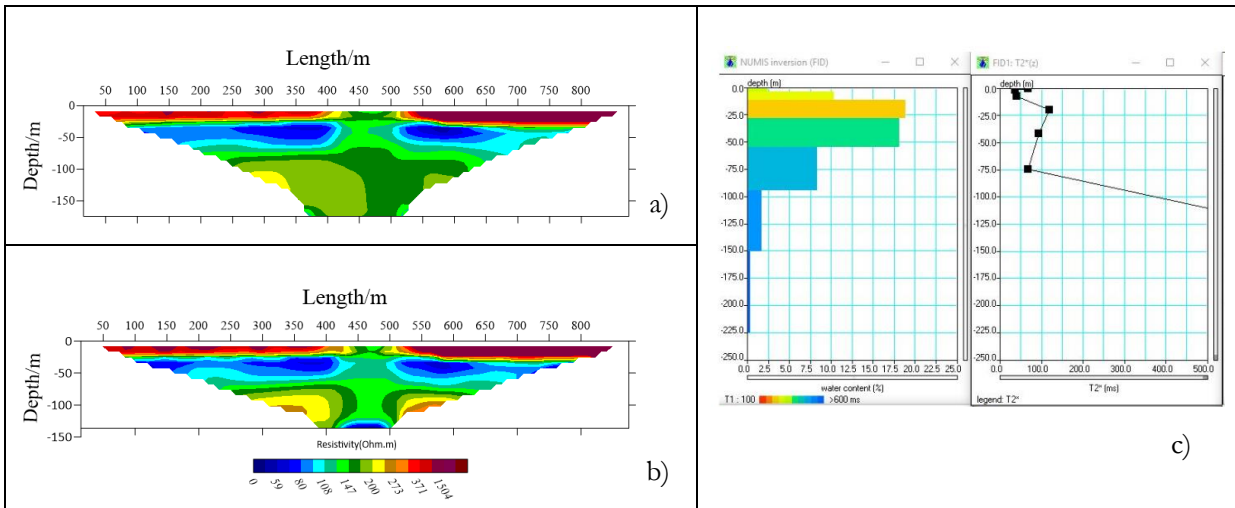 Length/m
50 100 150 200 250 300 350 400 450 500 550 600 650 700 750 800
Depth/m
0
-50
-100
-150
a)
Length/m
50 100 150 200 250 300 350 400 450 500 550 600 650 700 750 800
Depth/m
0
-50
-100
-150
Resistivity(Ohm.m)
0 59 80 108 147 200 273 371 1504
b)
NUMIS inversion (FID)
depth (m)
0.0
-25.0
-50.0
-75.0
-100.0
-125.0
-150.0
-175.0
-200.0
-225.0
-250.0
0.0 2.5 5.0 7.5 10.0 12.5 15.0 17.5 20.0 22.5 25.0
water content (%)
T1 : 100 >600 ms
FID1: T2*(z)
depth (m)
0.0
-25.0
-50.0
-75.0
-100.0
-125.0
-150.0
-175.0
-200.0
-225.0
-250.0
0.0 100.0 200.0 300.0 400.0 500.0
T2* (ms)
legend: T2*
c)